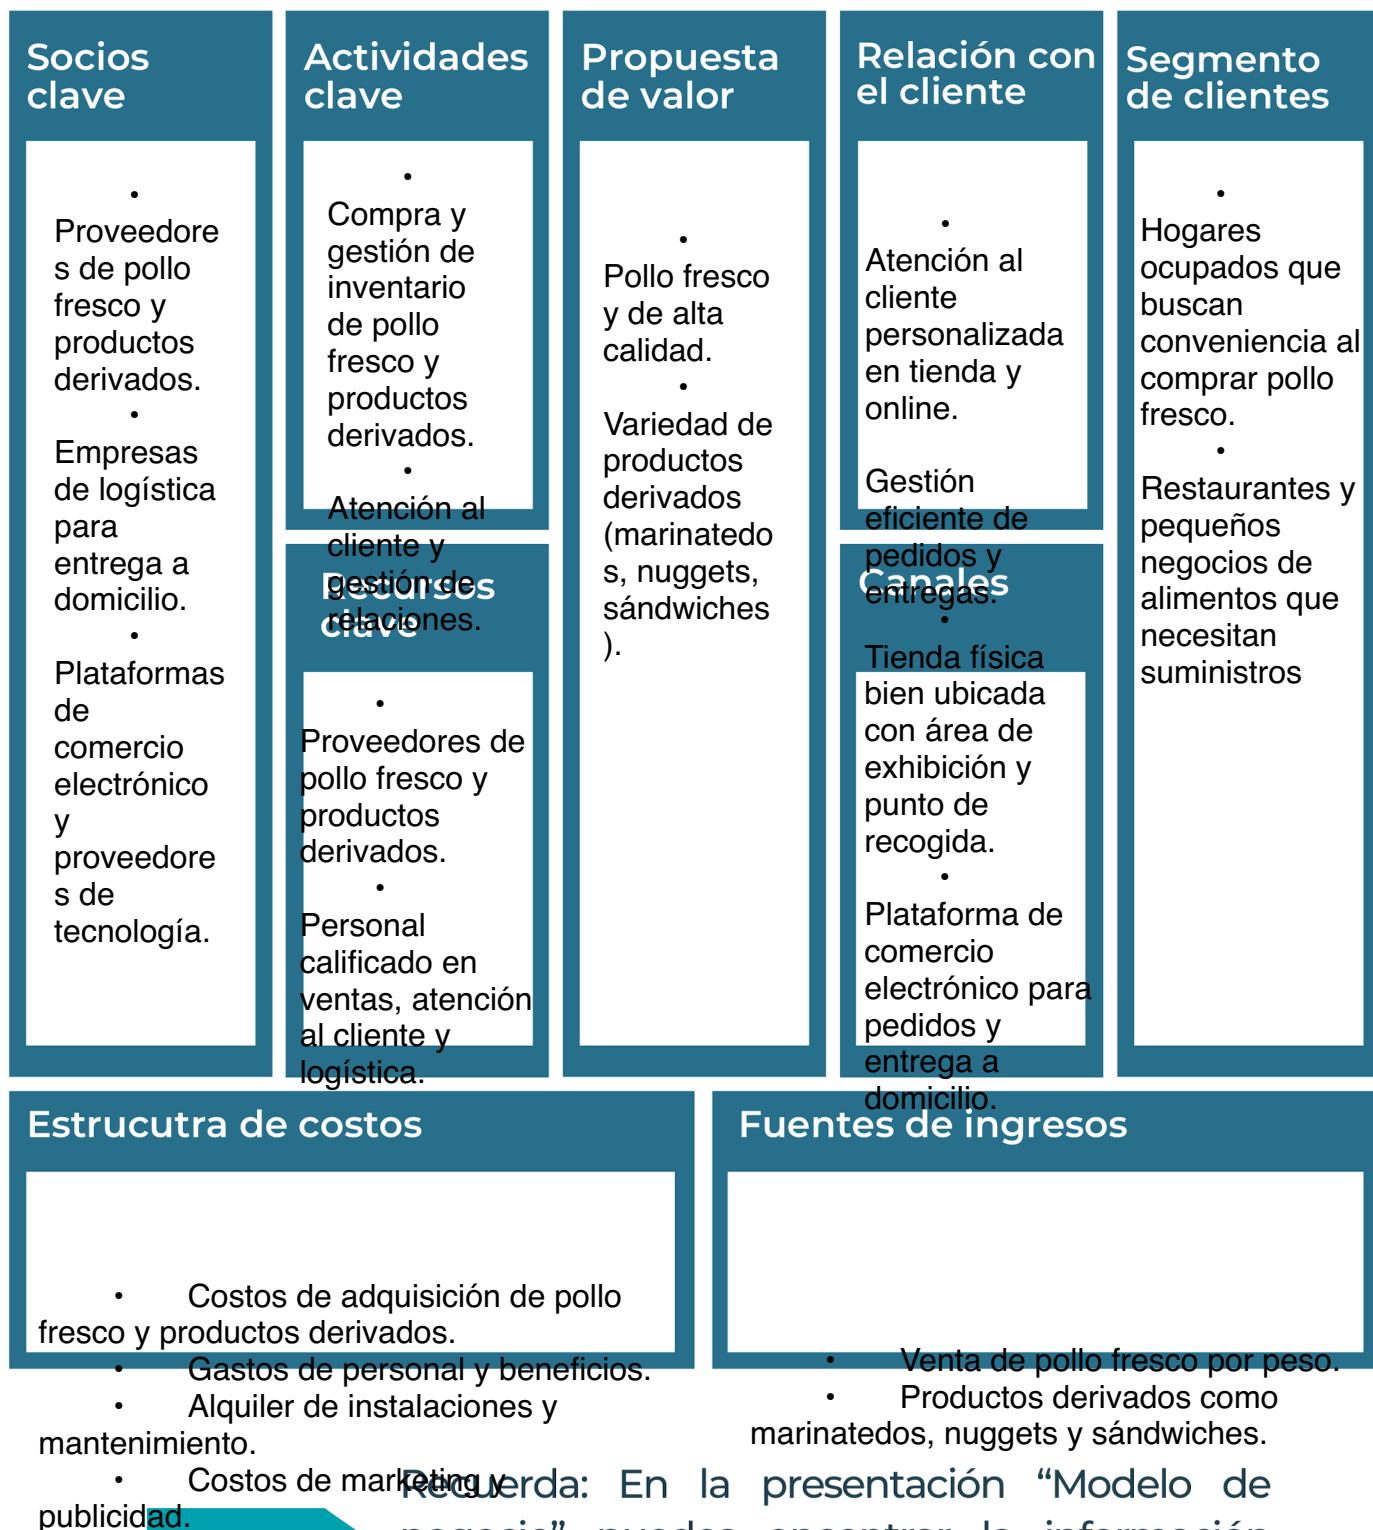 Socios
clave
•
Proveedore
s de pollo
fresco y
productos
derivados.
•
Empresas
de logística
para
entrega a
domicilio.
•
Plataformas
de
comercio
electrónico
y
proveedore
s de
tecnología.
Actividades
clave
•
Compra y
gestión de
inventario
de pollo
fresco y
productos
derivados.
•
Atención al
cliente y
gestión de
relaciones.
Recursos
clave
•
Proveedores de
pollo fresco y
productos
derivados.
•
Personal
calificado en
ventas, atención
al cliente y
logística.
Propuesta
de valor
•
Pollo fresco
y de alta
calidad.
•
Variedad de
productos
derivados
(marinatedo
s, nuggets,
sándwiches
).
Relación con
el cliente
•
Atención al
cliente
personalizada
en tienda y
online.
Gestión
eficiente de
pedidos y
entregas.
Canales
•
Tienda física
bien ubicada
con área de
exhibición y
punto de
recogida.
•
Plataforma de
comercio
electrónico para
pedidos y
entrega a
domicilio.
Segmento
de clientes
•
Hogares
ocupados que
buscan
conveniencia al
comprar pollo
fresco.
•
Restaurantes y
pequeños
negocios de
alimentos que
necesitan
suministros
Estrucutra de costos
• Costos de adquisición de pollo
fresco y productos derivados.
• Gastos de personal y beneficios.
• Alquiler de instalaciones y
mantenimiento.
• Costos de marketing y
publicidad.
Fuentes de ingresos
• Venta de pollo fresco por peso.
• Productos derivados como
marinatedos, nuggets y sándwiches.
Recuerda: En la presentación “Modelo de
negocio” puedes encontrar la información